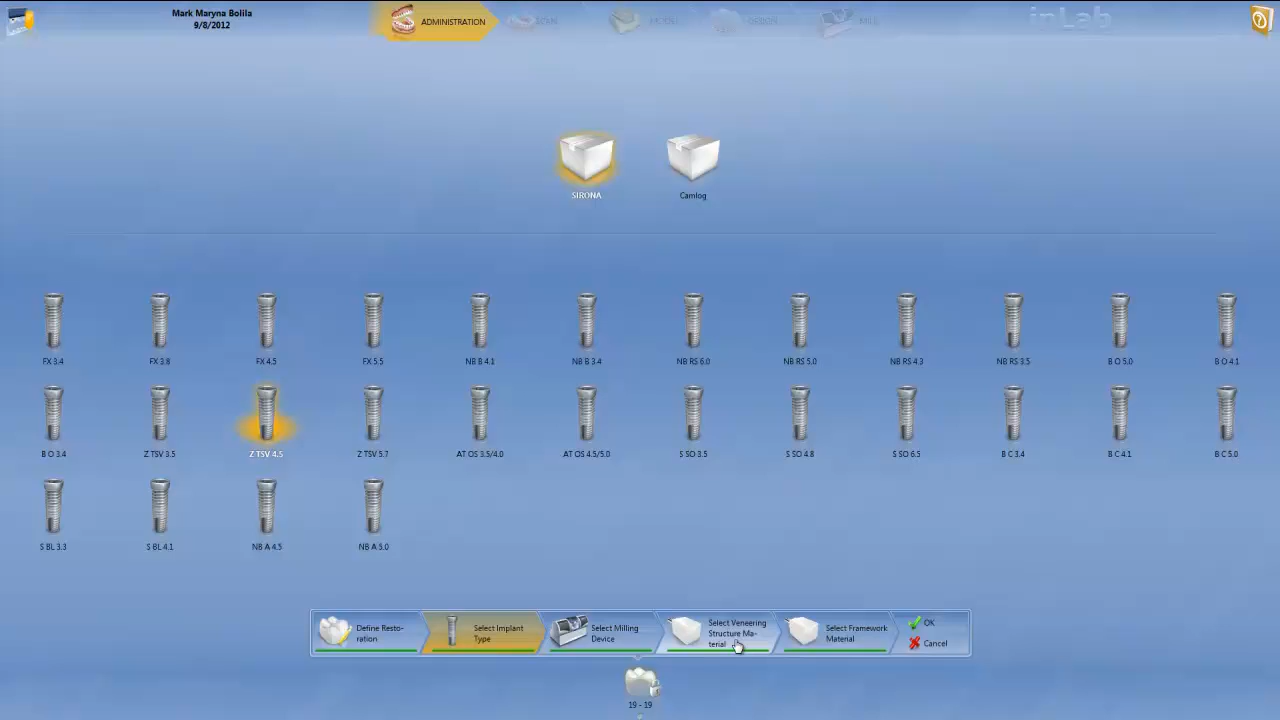 Mark Maryna Bolila
9/8/2012
ADMINISTRATION
SCAN
MODEL
DESIGN
MILL
inLab
SIRONA
Camlog
FX 3.4
FX 3.8
FX 4.5
FX 5.5
NB B 4.1
NB B 3.4
NB RS 6.0
NB RS 5.0
NB RS 4.3
NB RS 3.5
B O 5.0
B O 4.1
B O 3.4
Z TSV 3.5
Z TSV 4.5
Z TSV 5.7
AT OS 3.5/4.0
AT OS 4.5/5.0
S SO 3.5
S SO 4.8
S SO 6.5
B C 3.4
B C 4.1
B C 5.0
S BL 3.3
S BL 4.1
NB A 4.5
NB A 5.0
Define Resto-
ration
Select Implant
Type
Select Milling
Device
Select Veneering
Structure Ma-
terial
Select Framework
Material
OK
Cancel
19 - 19